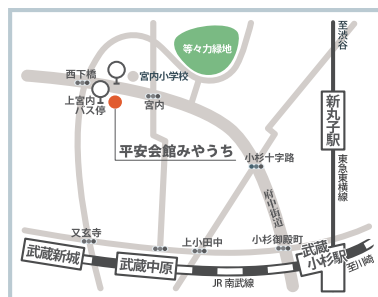 至渋谷
等々力緑地
西下橋
宮内小学校
上宮内
バス停
宮内
新丸子駅
平安会館みやうち
小杉十字路
東急東横線
府中街道
又玄寺
上小田中
小杉御殿町
武蔵新城
武蔵中原
武蔵
小杉駅
至川崎
JR 南武線